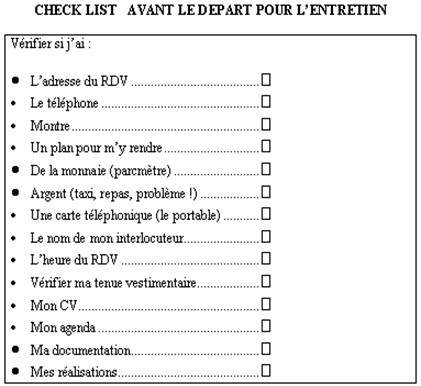 CHECK LIST AVANT LE DEPART POUR L'ENTRETIEN
Vérifier si j'ai :
● L'adresse du RDV ........................................ □
• Le téléphone ................................................. □
• Montre .......................................................... □
• Un plan pour m'y rendre .............................. □
● De la monnaie (parcmètre) .......................... □
● Argent (taxi, repas, problème !) ................... □
• Une carte téléphonique (le portable) ........... □
• Le nom de mon interlocuteur........................ □
• L'heure du RDV ........................................... □
• Vérifier ma tenue vestimentaire.................... □
• Mon CV......................................................... □
• Mon agenda ................................................... □
● Ma documentation......................................... □
● Mes réalisations............................................. □